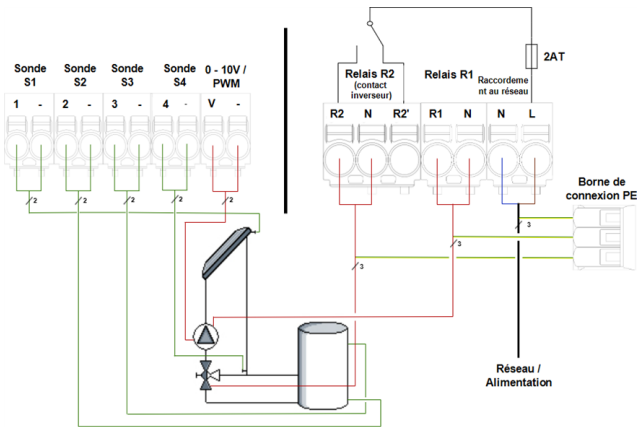 2AT
Sonde S1
Sonde S2
Sonde S3
Sonde S4
0 - 10V / PWM
Relais R2
(contact inverseur)
Relais R1
Raccordeme
nt au réseau
1 - 2 - 3 - 4 - V -
R2 N R2' R1 N N L
Borne de
connexion PE
2 2 2 2 2
3
3
3
Réseau /
Alimentation